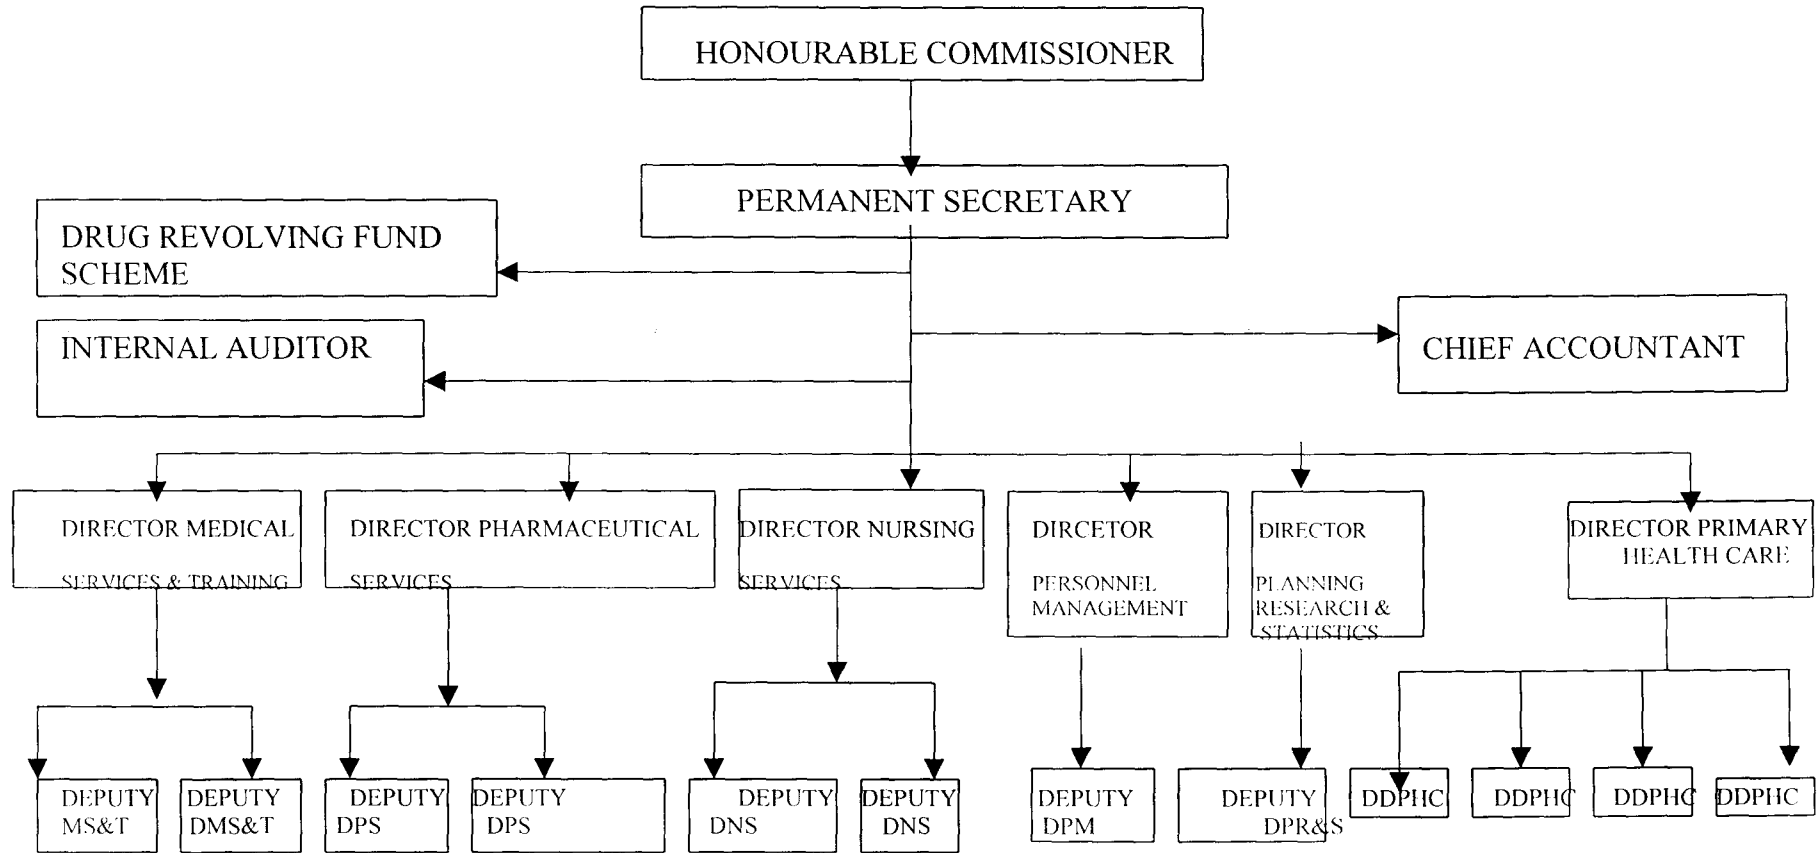 HONOURABLE COMMISSIONER
PERMANENT SECRETARY
DRUG REVOLVING FUND
SCHEME
INTERNAL AUDITOR
CHIEF ACCOUNTANT
DIRECTOR MEDICAL
SERVICES & TRAINING
DIRECTOR PHARMACEUTICAL
SERVICES
DIRECTOR NURSING
SERVICES
DIRCETOR
PERSONNEL
MANAGEMENT
DIRECTOR
PLANNING
RESEARCH &
STATISTICS
DIRECTOR PRIMARY
HEALTH CARE
DEPUTY
MS&T
DEPUTY
DMS&T
DEPUTY
DPS
DEPUTY
DPS
DEPUTY
DNS
DEPUTY
DNS
DEPUTY
DPM
DEPUTY
DPR&S
DDPHC
DDPHC
DDPHC
DDPHC